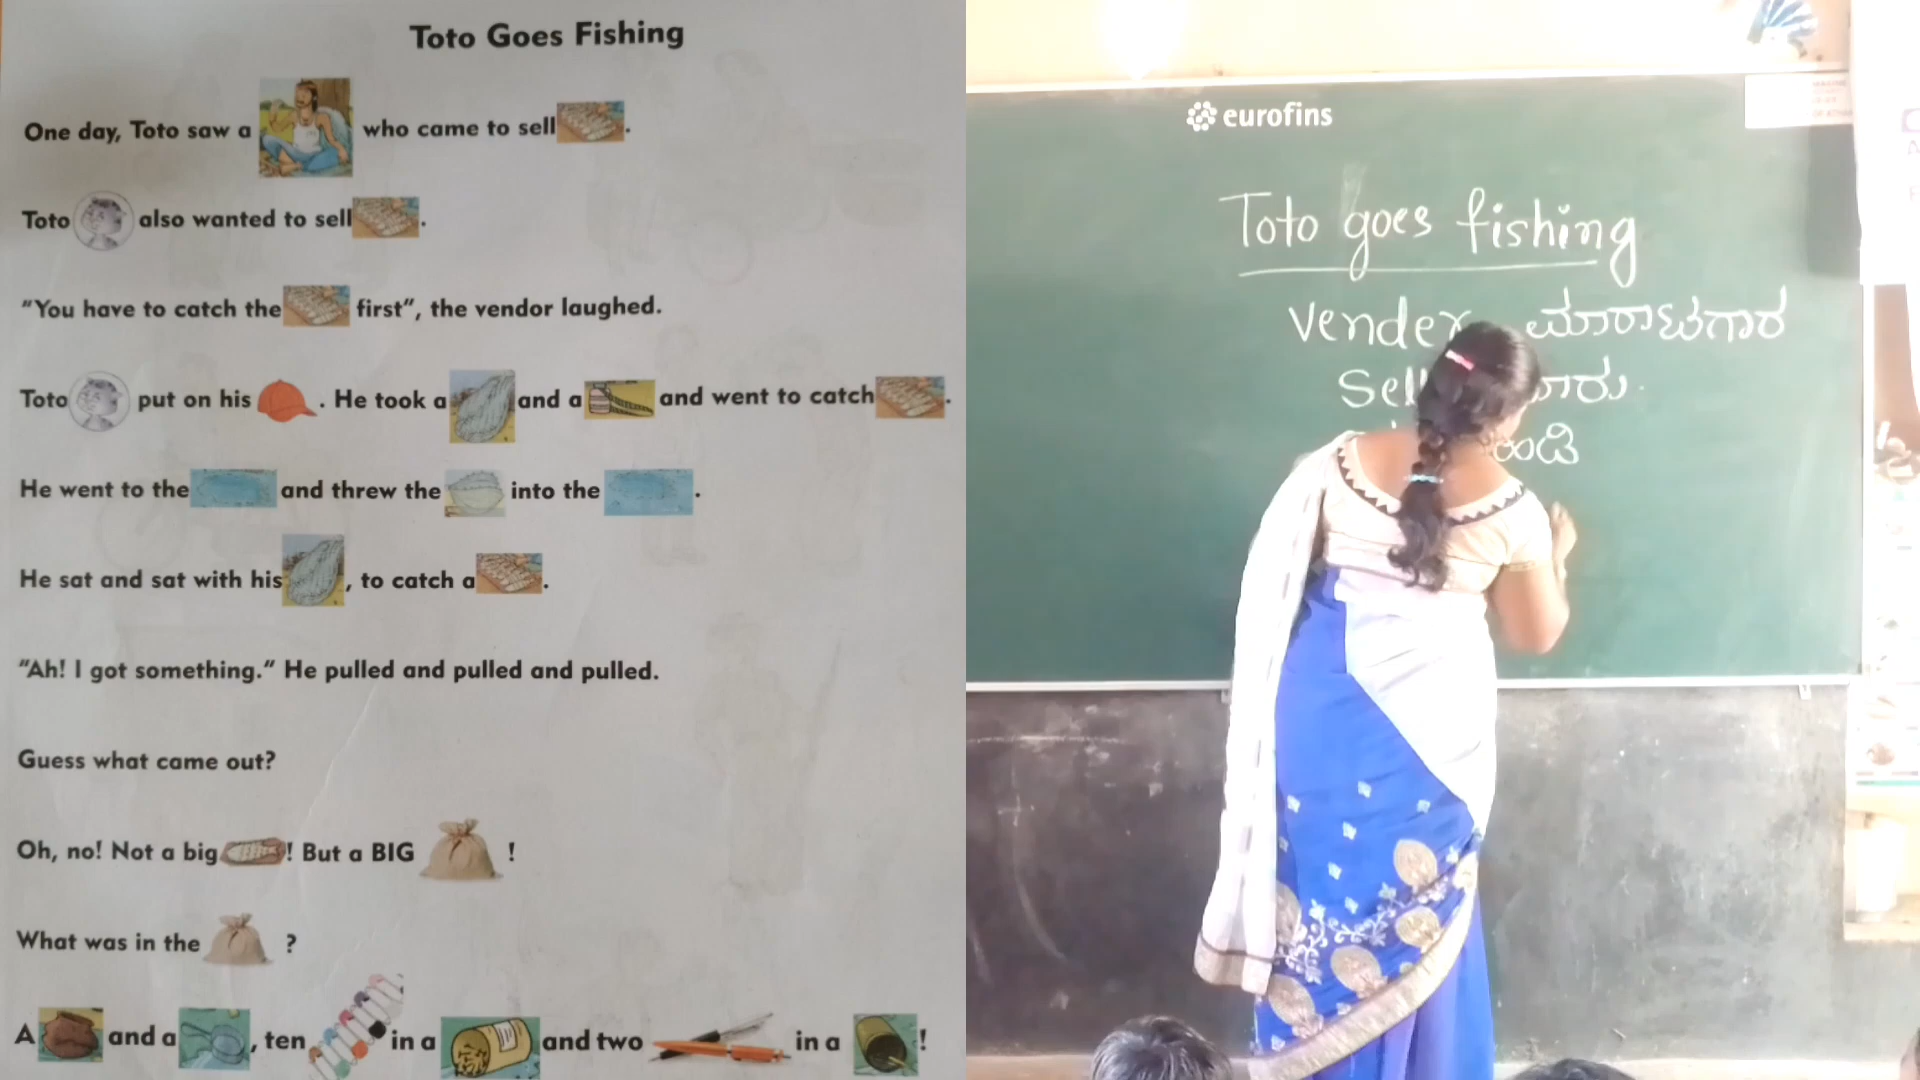 Toto Goes Fishing
One day, Toto saw a who came to sell .
Toto also wanted to sell .
“You have to catch the first”, the vendor laughed.
Toto put on his . He took a and a and went to catch .
He went to the and threw the into the .
He sat and sat with his , to catch a .
“Ah! I got something.” He pulled and pulled and pulled.
Guess what came out?
Oh, no! Not a big ! But a BIG !
What was in the ?
A and a , ten in a and two in a !
eurofins
Toto goes fishing
Vender ಮಾರಾಟಗಾರ
Sell